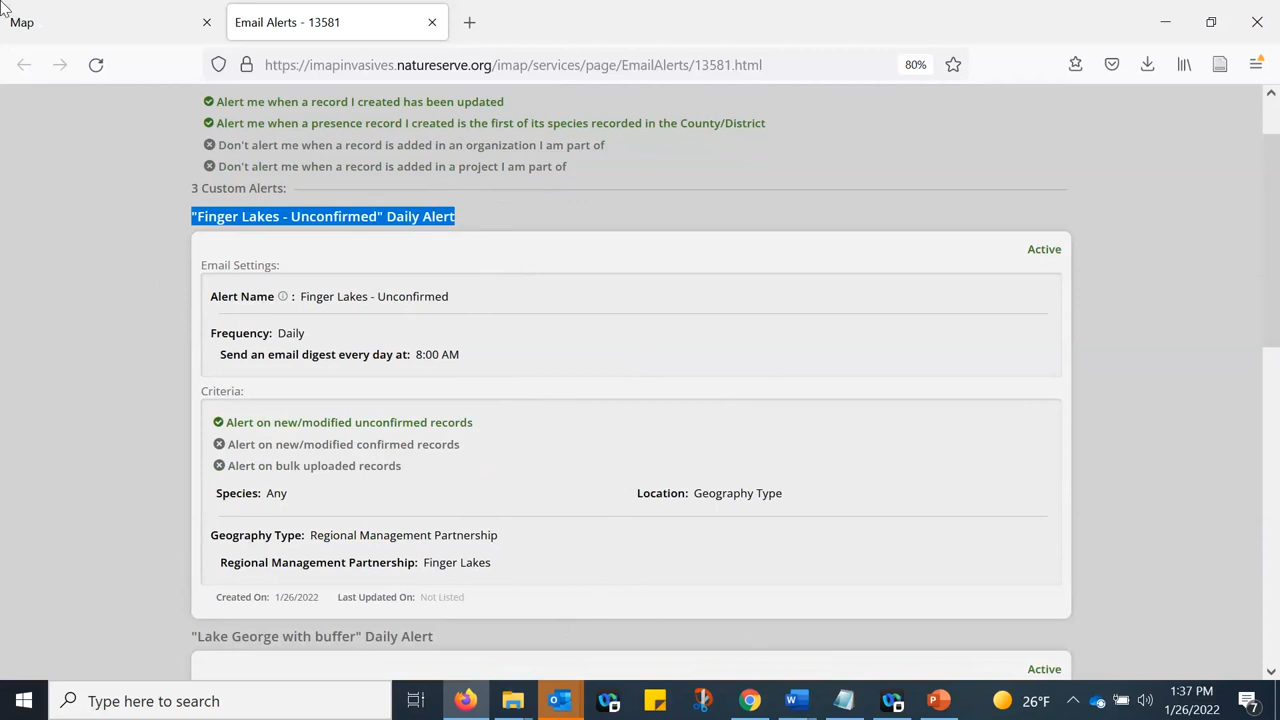 Map
Email Alerts - 13581
https://imapinvasives.natureserve.org/imap/services/page/EmailAlerts/13581.html
80%
Alert me when a record I created has been updated
Alert me when a presence record I created is the first of its species recorded in the County/District
Don't alert me when a record is added in an organization I am part of
Don't alert me when a record is added in a project I am part of
3 Custom Alerts:
"Finger Lakes - Unconfirmed" Daily Alert
Active
Email Settings:
Alert Name : Finger Lakes - Unconfirmed
Frequency: Daily
Send an email digest every day at: 8:00 AM
Criteria:
Alert on new/modified unconfirmed records
Alert on new/modified confirmed records
Alert on bulk uploaded records
Species: Any
Location: Geography Type
Geography Type: Regional Management Partnership
Regional Management Partnership: Finger Lakes
Created On: 1/26/2022 Last Updated On: Not Listed
"Lake George with buffer" Daily Alert
Active
Type here to search
26°F
1:37 PM
1/26/2022
7